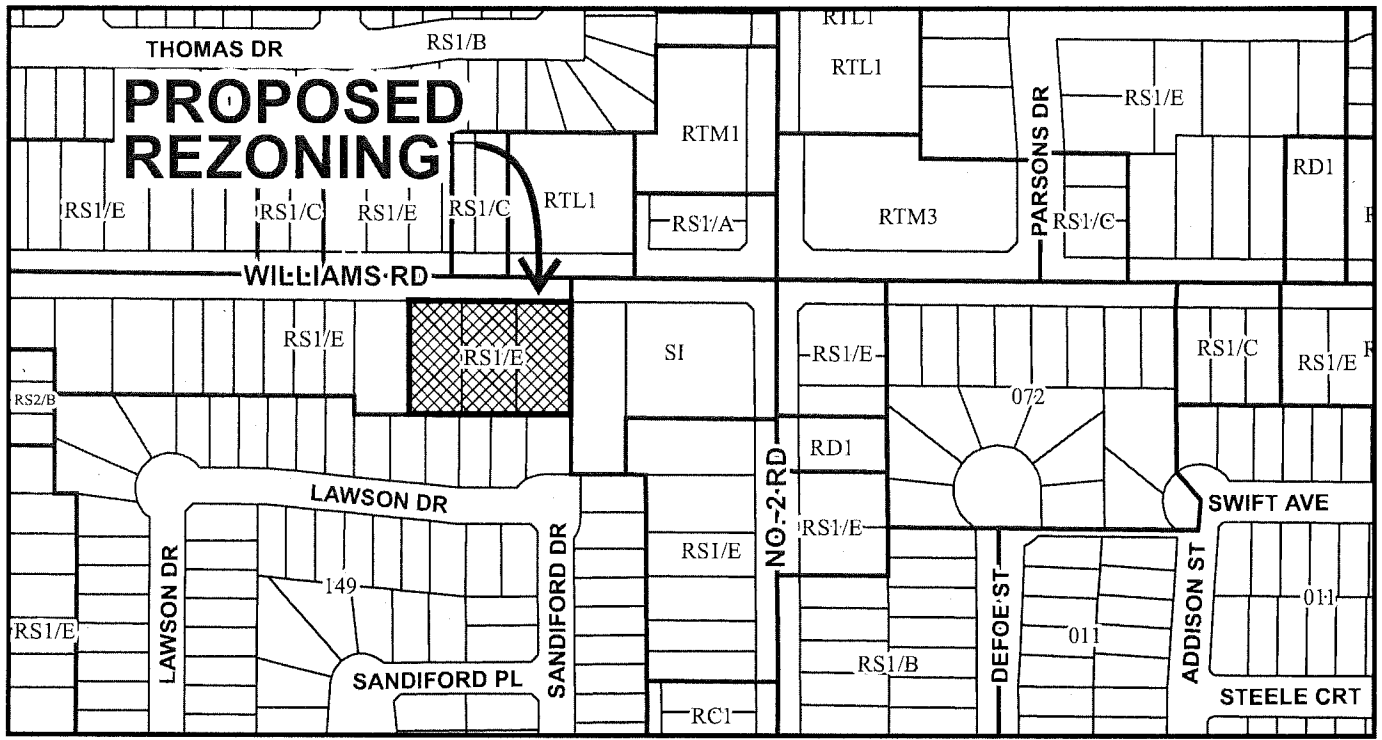 RTL1
THOMAS DR
RS1/B
RTL1
PROPOSED
REZONING
RS1/E
RTM1
PARSONS DR
RD1
RS1/E
RS1/C
RS1/E
RS1/C
RTL1
RS1/A
RTM3
RS1/C
WILLIAMS RD
RS1/E
RS1/E
SI
RS1/E
RS1/C
RS1/E
RS2/B
072
RD1
LAWSON DR
NO. 2 RD
SWIFT AVE
RS1/E
RS1/E
SANDIFORD DR
LAWSON DR
149
DEFOE ST
ADDISON ST
011
RS1/E
011
RS1/B
SANDIFORD PL
STEELE CRT
RC1